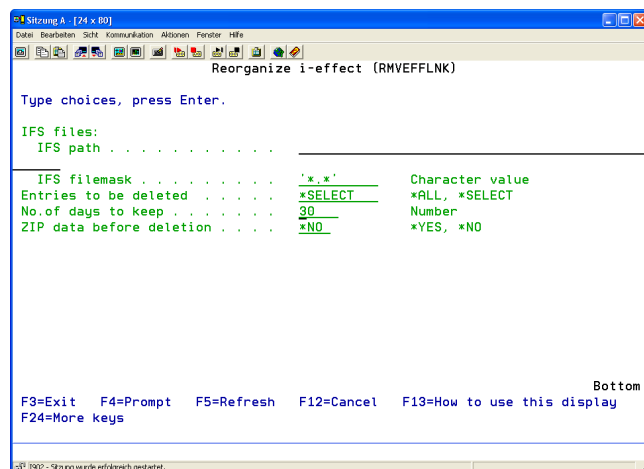 Sitzung A - [24 x 80]
Datei Bearbeiten Sicht Kommunikation Aktionen Fenster Hilfe
Reorganize i-effect (RMVEFFLNK)
Type choices, press Enter.
IFS files:
IFS path . . . . . . . . . . .
IFS filemask . . . . . . . . . '*.*' Character value
Entries to be deleted . . . . . *SELECT *ALL, *SELECT
No.of days to keep . . . . . . . 30 Number
ZIP data before deletion . . . . *NO *YES, *NO
Bottom
F3=Exit F4=Prompt F5=Refresh F12=Cancel F13=How to use this display
F24=More keys
I902 - Sitzung wurde erfolgreich gestartet.